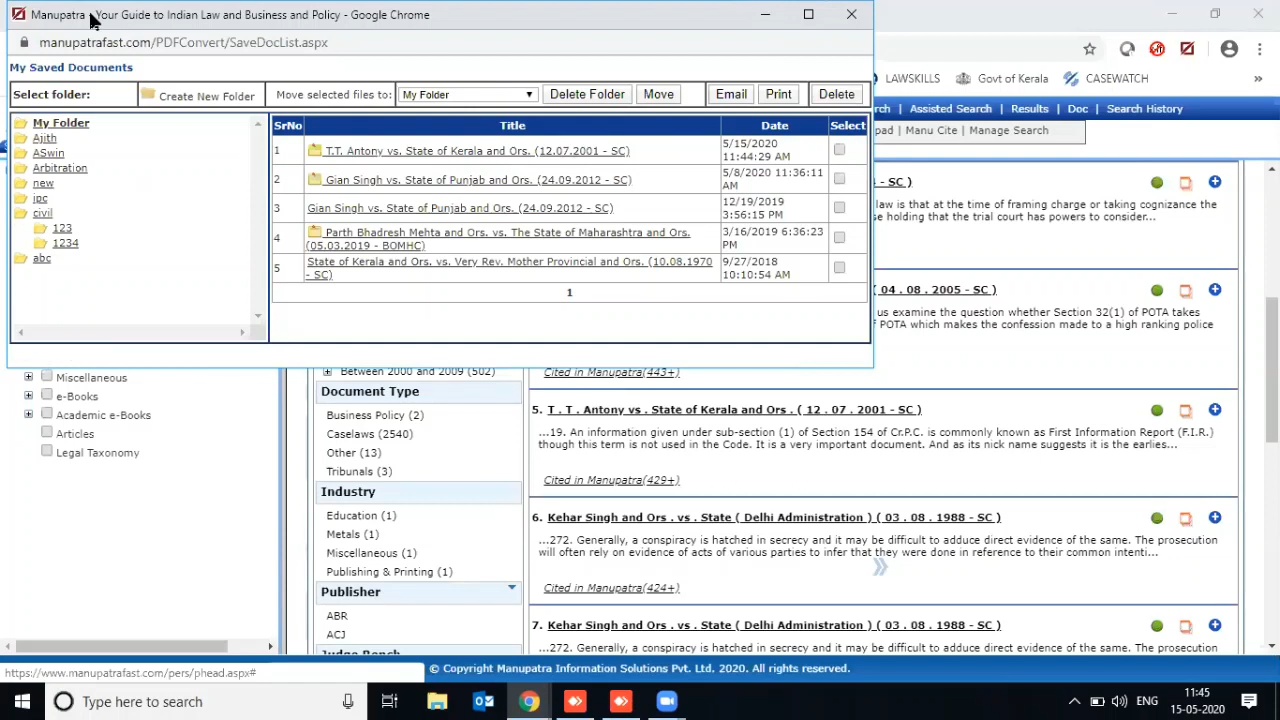 Manupatra - Your Guide to Indian Law and Business and Policy - Google Chrome
manupatrafast.com/PDFConvert/SaveDocList.aspx
My Saved Documents
Select folder:
Create New Folder
Move selected files to:
My Folder
Delete Folder
Move
Email
Print
Delete
My Folder
Ajith
ASwin
Arbitration
new
ipc
civil
123
1234
abc
SrNo Title Date Select
1 T.T. Antony vs. State of Kerala and Ors. (12.07.2001 - SC) 5/15/2020
11:44:29 AM
2 Gian Singh vs. State of Punjab and Ors. (24.09.2012 - SC) 5/8/2020 11:36:11
AM
3 Gian Singh vs. State of Punjab and Ors. (24.09.2012 - SC) 12/19/2019
3:56:15 PM
4 Parth Bhadresh Mehta and Ors. vs. The State of Maharashtra and Ors. 3/16/2019 6:36:23
(05.03.2019 - BOMHC) PM
5 State of Kerala and Ors. vs. Very Rev. Mother Provincial and Ors. (10.08.1970 9/27/2018
- SC) 10:10:54 AM
1
LAWSKILLS Govt of Kerala CASEWATCH »
rch | Assisted Search | Results | Doc | Search History
pad | Manu Cite | Manage Search
- SC )
law is that at the time of framing charge or taking cognizance the
se holding that the trial court has powers to consider...
( 04 . 08 . 2005 - SC )
us examine the question whether Section 32(1) of POTA takes
of POTA which makes the confession made to a high ranking police
Cited in Manupatra(443+)
5. T . T . Antony vs . State of Kerala and Ors . ( 12 . 07 . 2001 - SC )
...19. An information given under sub-section (1) of Section 154 of Cr.P.C. is commonly known as First Information Report (F.I.R.)
though this term is not used in the Code. It is a very important document. And as its nick name suggests it is the earlies...
Cited in Manupatra(429+)
6. Kehar Singh and Ors . vs . State ( Delhi Administration ) ( 03 . 08 . 1988 - SC )
...272. Generally, a conspiracy is hatched in secrecy and it may be difficult to adduce direct evidence of the same. The prosecution
will often rely on evidence of acts of various parties to infer that they were done in reference to their common intenti...
Cited in Manupatra(424+)
7. Kehar Singh and Ors . vs . State ( Delhi Administration ) ( 03 . 08 . 1988 - SC )
...272. Generally, a conspiracy is hatched in secrecy and it may be difficult to adduce direct evidence of the same. The prosecution
Miscellaneous
e-Books
Academic e-Books
Articles
Legal Taxonomy
Between 2000 and 2009 (502)
Document Type
Business Policy (2)
Caselaws (2540)
Other (13)
Tribunals (3)
Industry
Education (1)
Metals (1)
Miscellaneous (1)
Publishing & Printing (1)
Publisher
ABR
ACJ
Judge Bench
https://www.manupatrafast.com/pers/phead.aspx#
© Copyright Manupatra Information Solutions Pvt. Ltd. 2020. All rights reserved.
Type here to search
ENG
11:45
15-05-2020